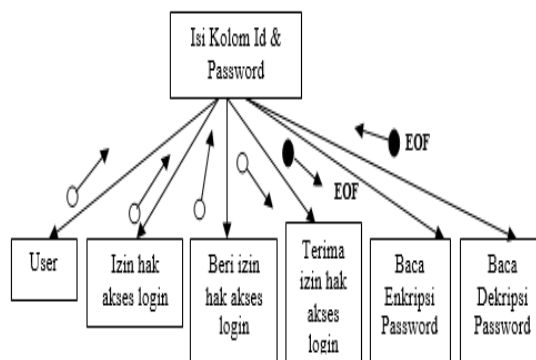 Isi Kolom Id &
Password
EOF
EOF
User
Izin hak
akses login
Beri izin
hak akses
login
Terima
izin hak
akses
login
Baca
Enkripsi
Password
Baca
Dekripsi
Password